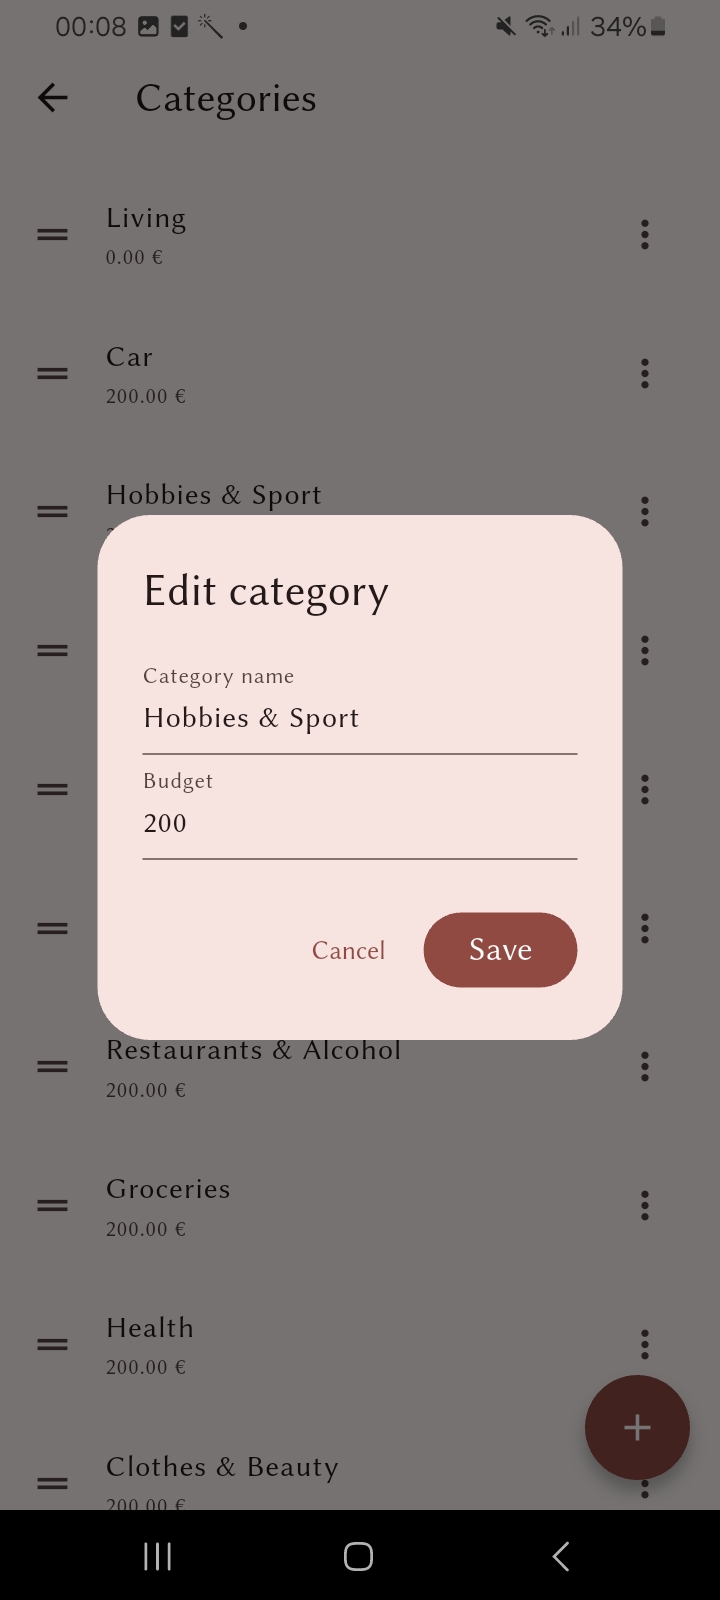 00:08 34%
Categories
Living
0.00 €
Car
200.00 €
Hobbies & Sport
Edit category
Category name
Hobbies & Sport
Budget
200
Cancel Save
Restaurants & Alcohol
200.00 €
Groceries
200.00 €
Health
200.00 €
Clothes & Beauty
200.00 €